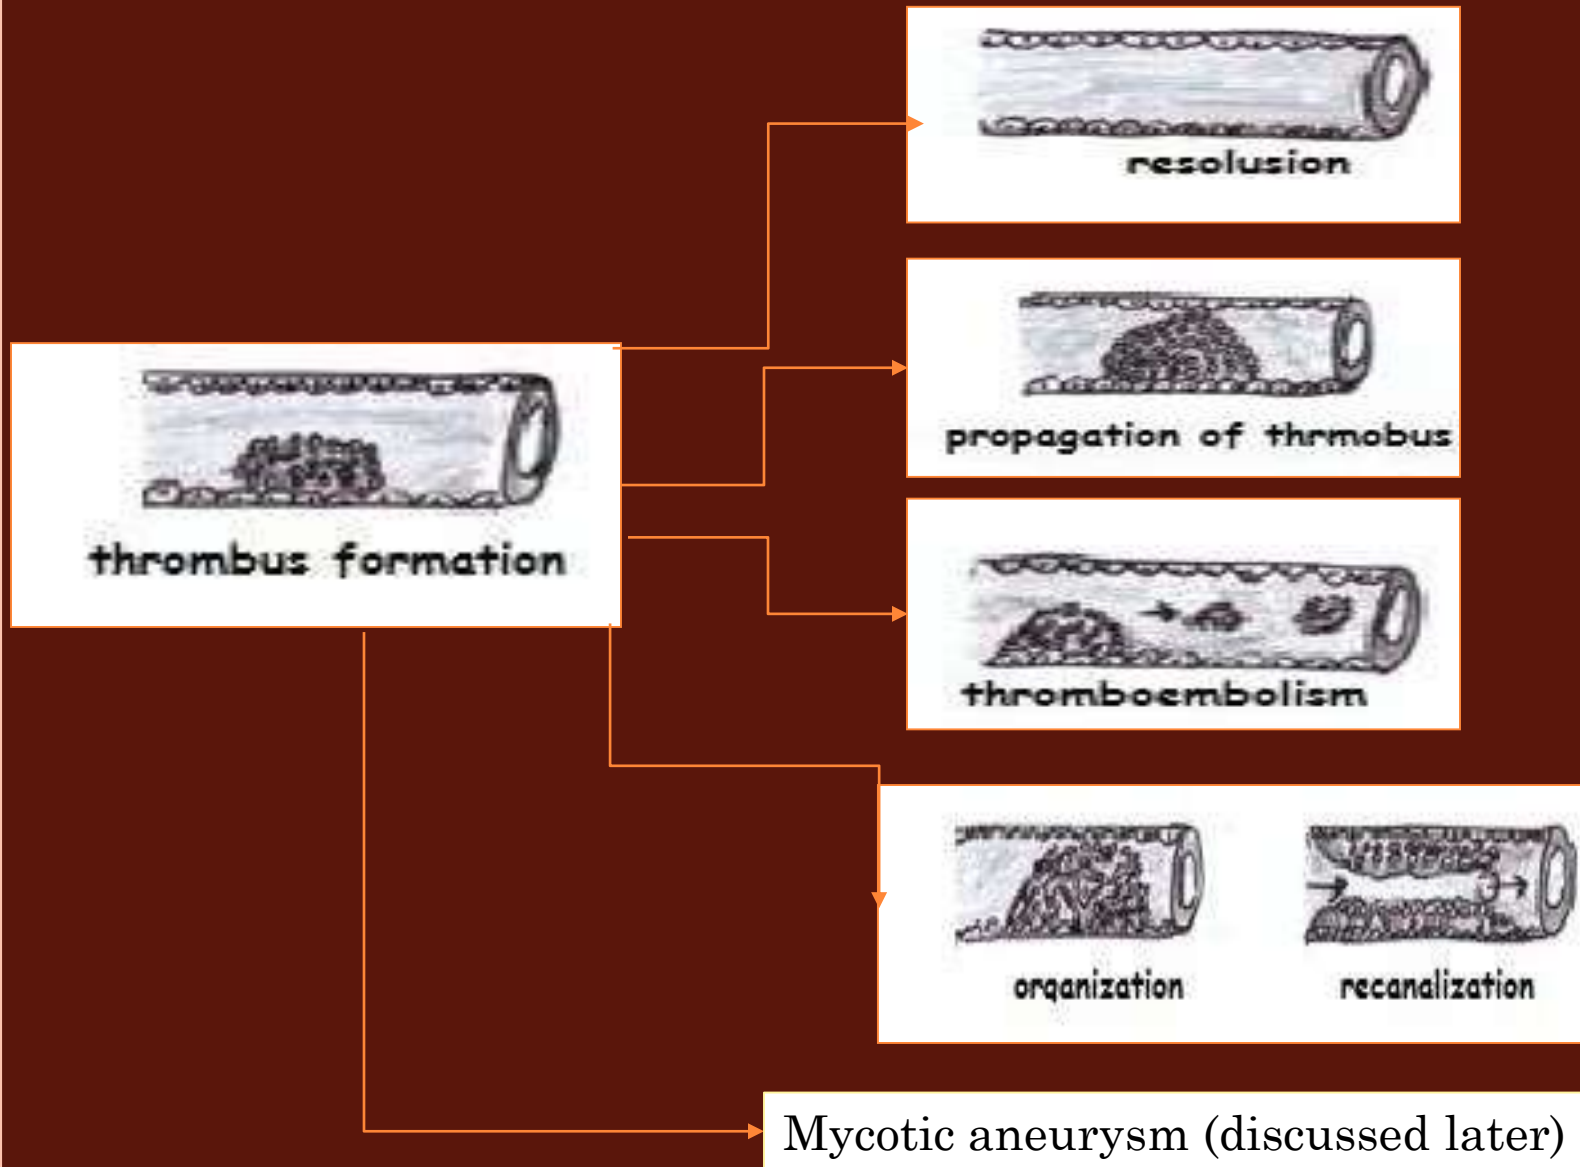 resolusion
propagation of thrmobus
thrombus formation
thromboembolism
organization
recanalization
Mycotic aneurysm (discussed later)